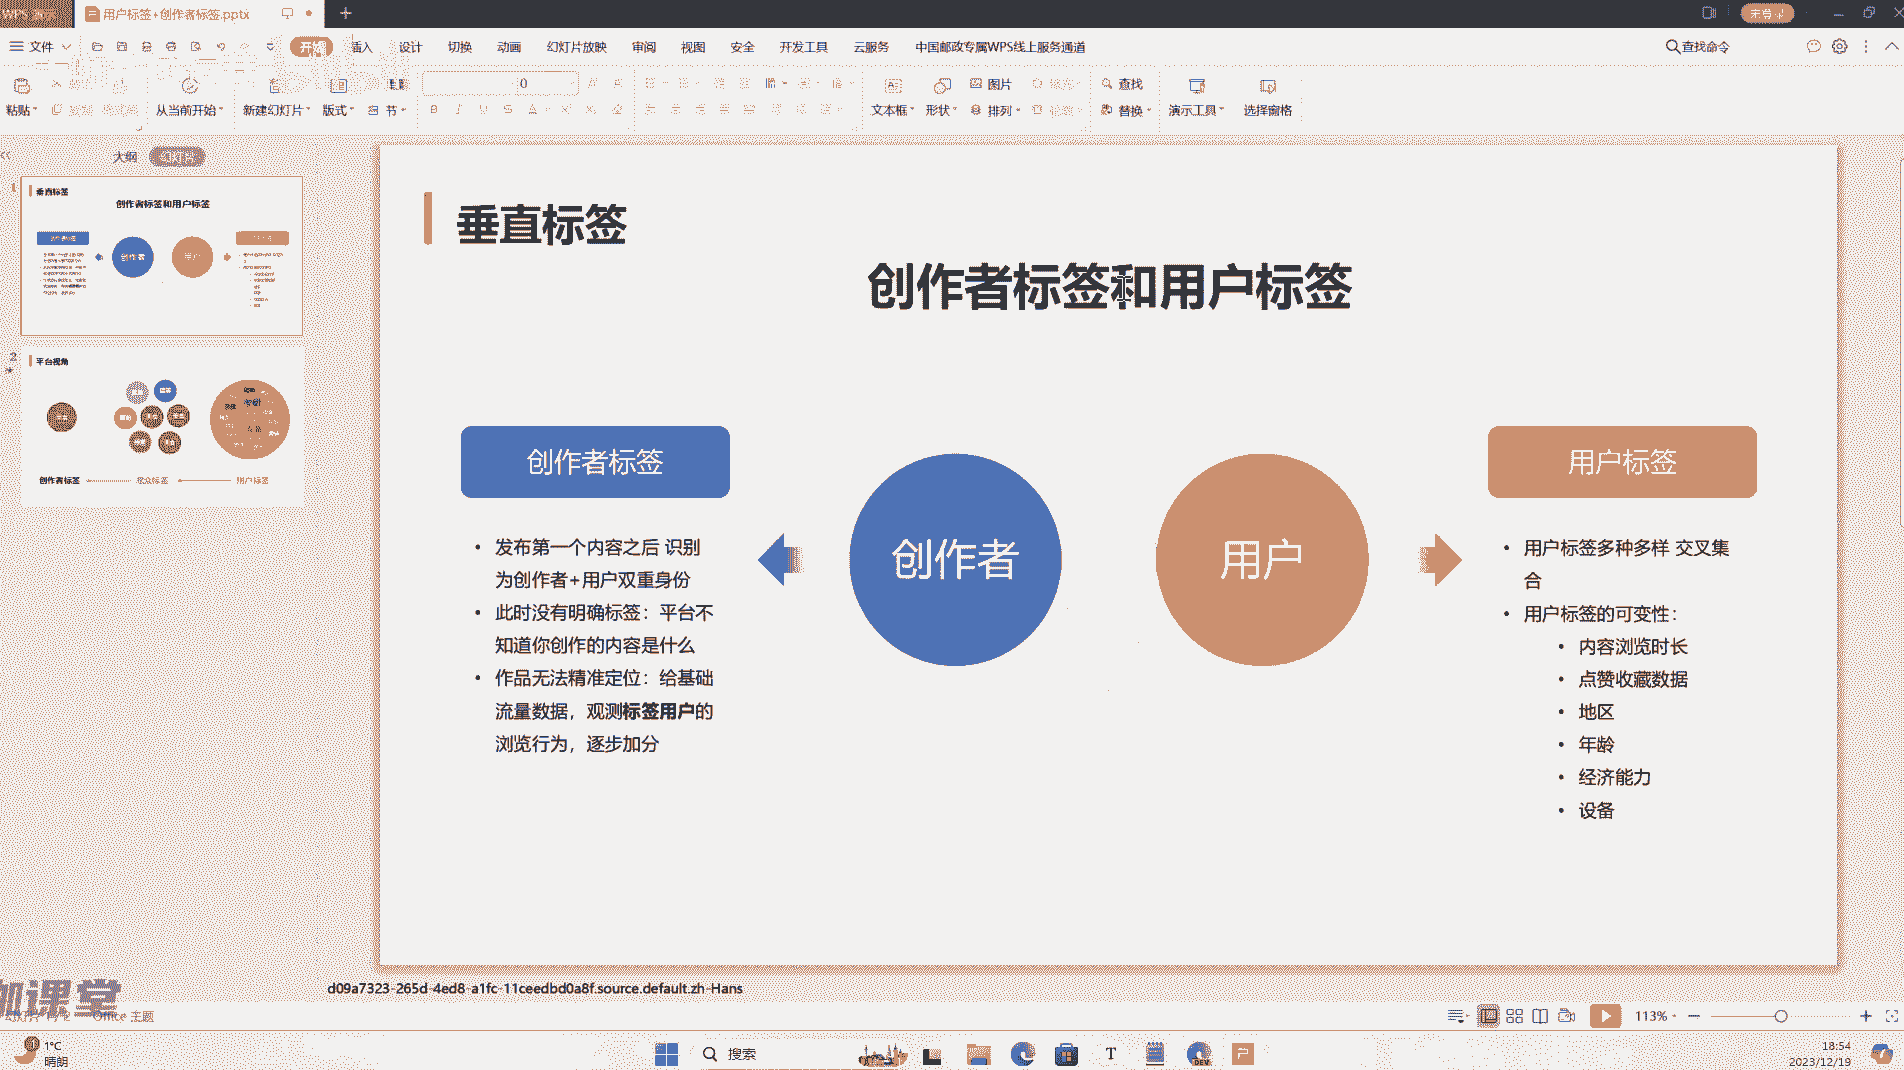 WPS 演示
用户标签+创作者标签.pptx
未登录
文件
开始
插入
设计
切换
动画
幻灯片放映
审阅
视图
安全
开发工具
云服务
中国邮政专属WPS线上服务通道
查找命令
粘贴
从当前开始
新建幻灯片
版式
节
0
文本框
形状
图片
排列
查找
替换
演示工具
选择窗格
大纲
幻灯片
1
垂直标签
创作者标签和用户标签
创作者
用户
2
平台视角
创作者标签
用户标签
垂直标签
创作者标签和用户标签
创作者标签
• 发布第一个内容之后 识别
为创作者+用户双重身份
• 此时没有明确标签：平台不
知道你创作的内容是什么
• 作品无法精准定位：给基础
流量数据，观测标签用户的
浏览行为，逐步加分
创作者
用户
用户标签
• 用户标签多种多样 交叉集
合
• 用户标签的可变性：
• 内容浏览时长
• 点赞收藏数据
• 地区
• 年龄
• 经济能力
• 设备
课堂
d09a7323-265d-4ed8-a1fc-11ceedbd0a8f.source.default.zh-Hans
Office 主题
113%
1°C
晴朗
搜索
T
DEV
18:54
2023/12/19